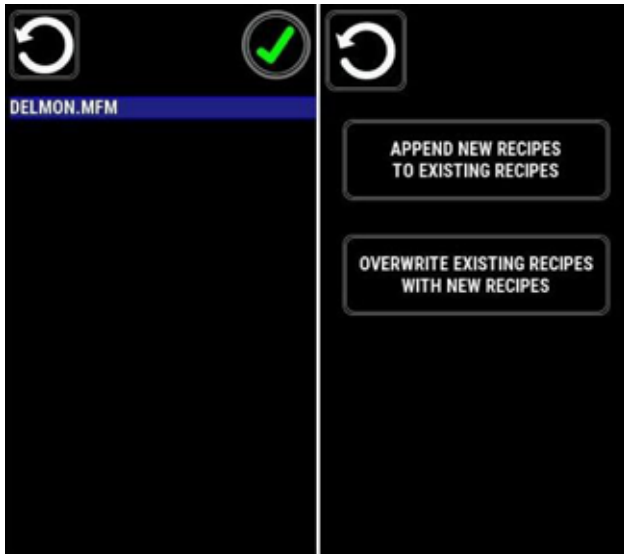 DELMON.MFM
APPEND NEW RECIPES
TO EXISTING RECIPES
OVERWRITE EXISTING RECIPES
WITH NEW RECIPES